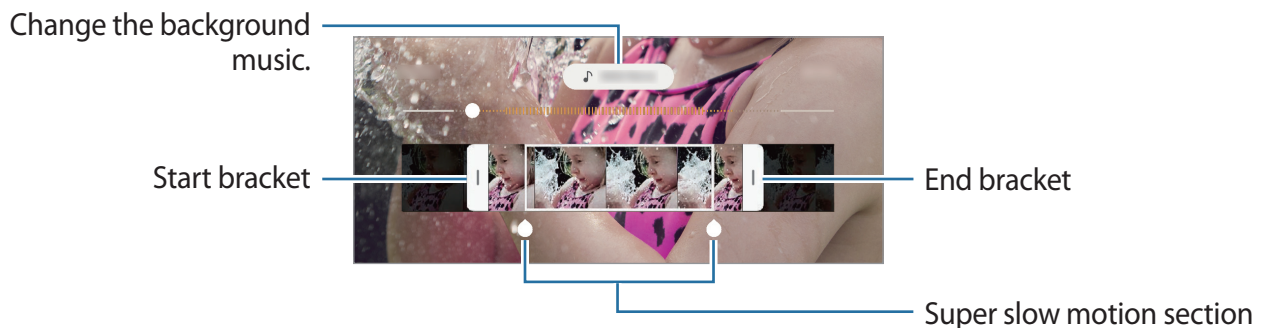 Change the background
music.
Start bracket
End bracket
Super slow motion section